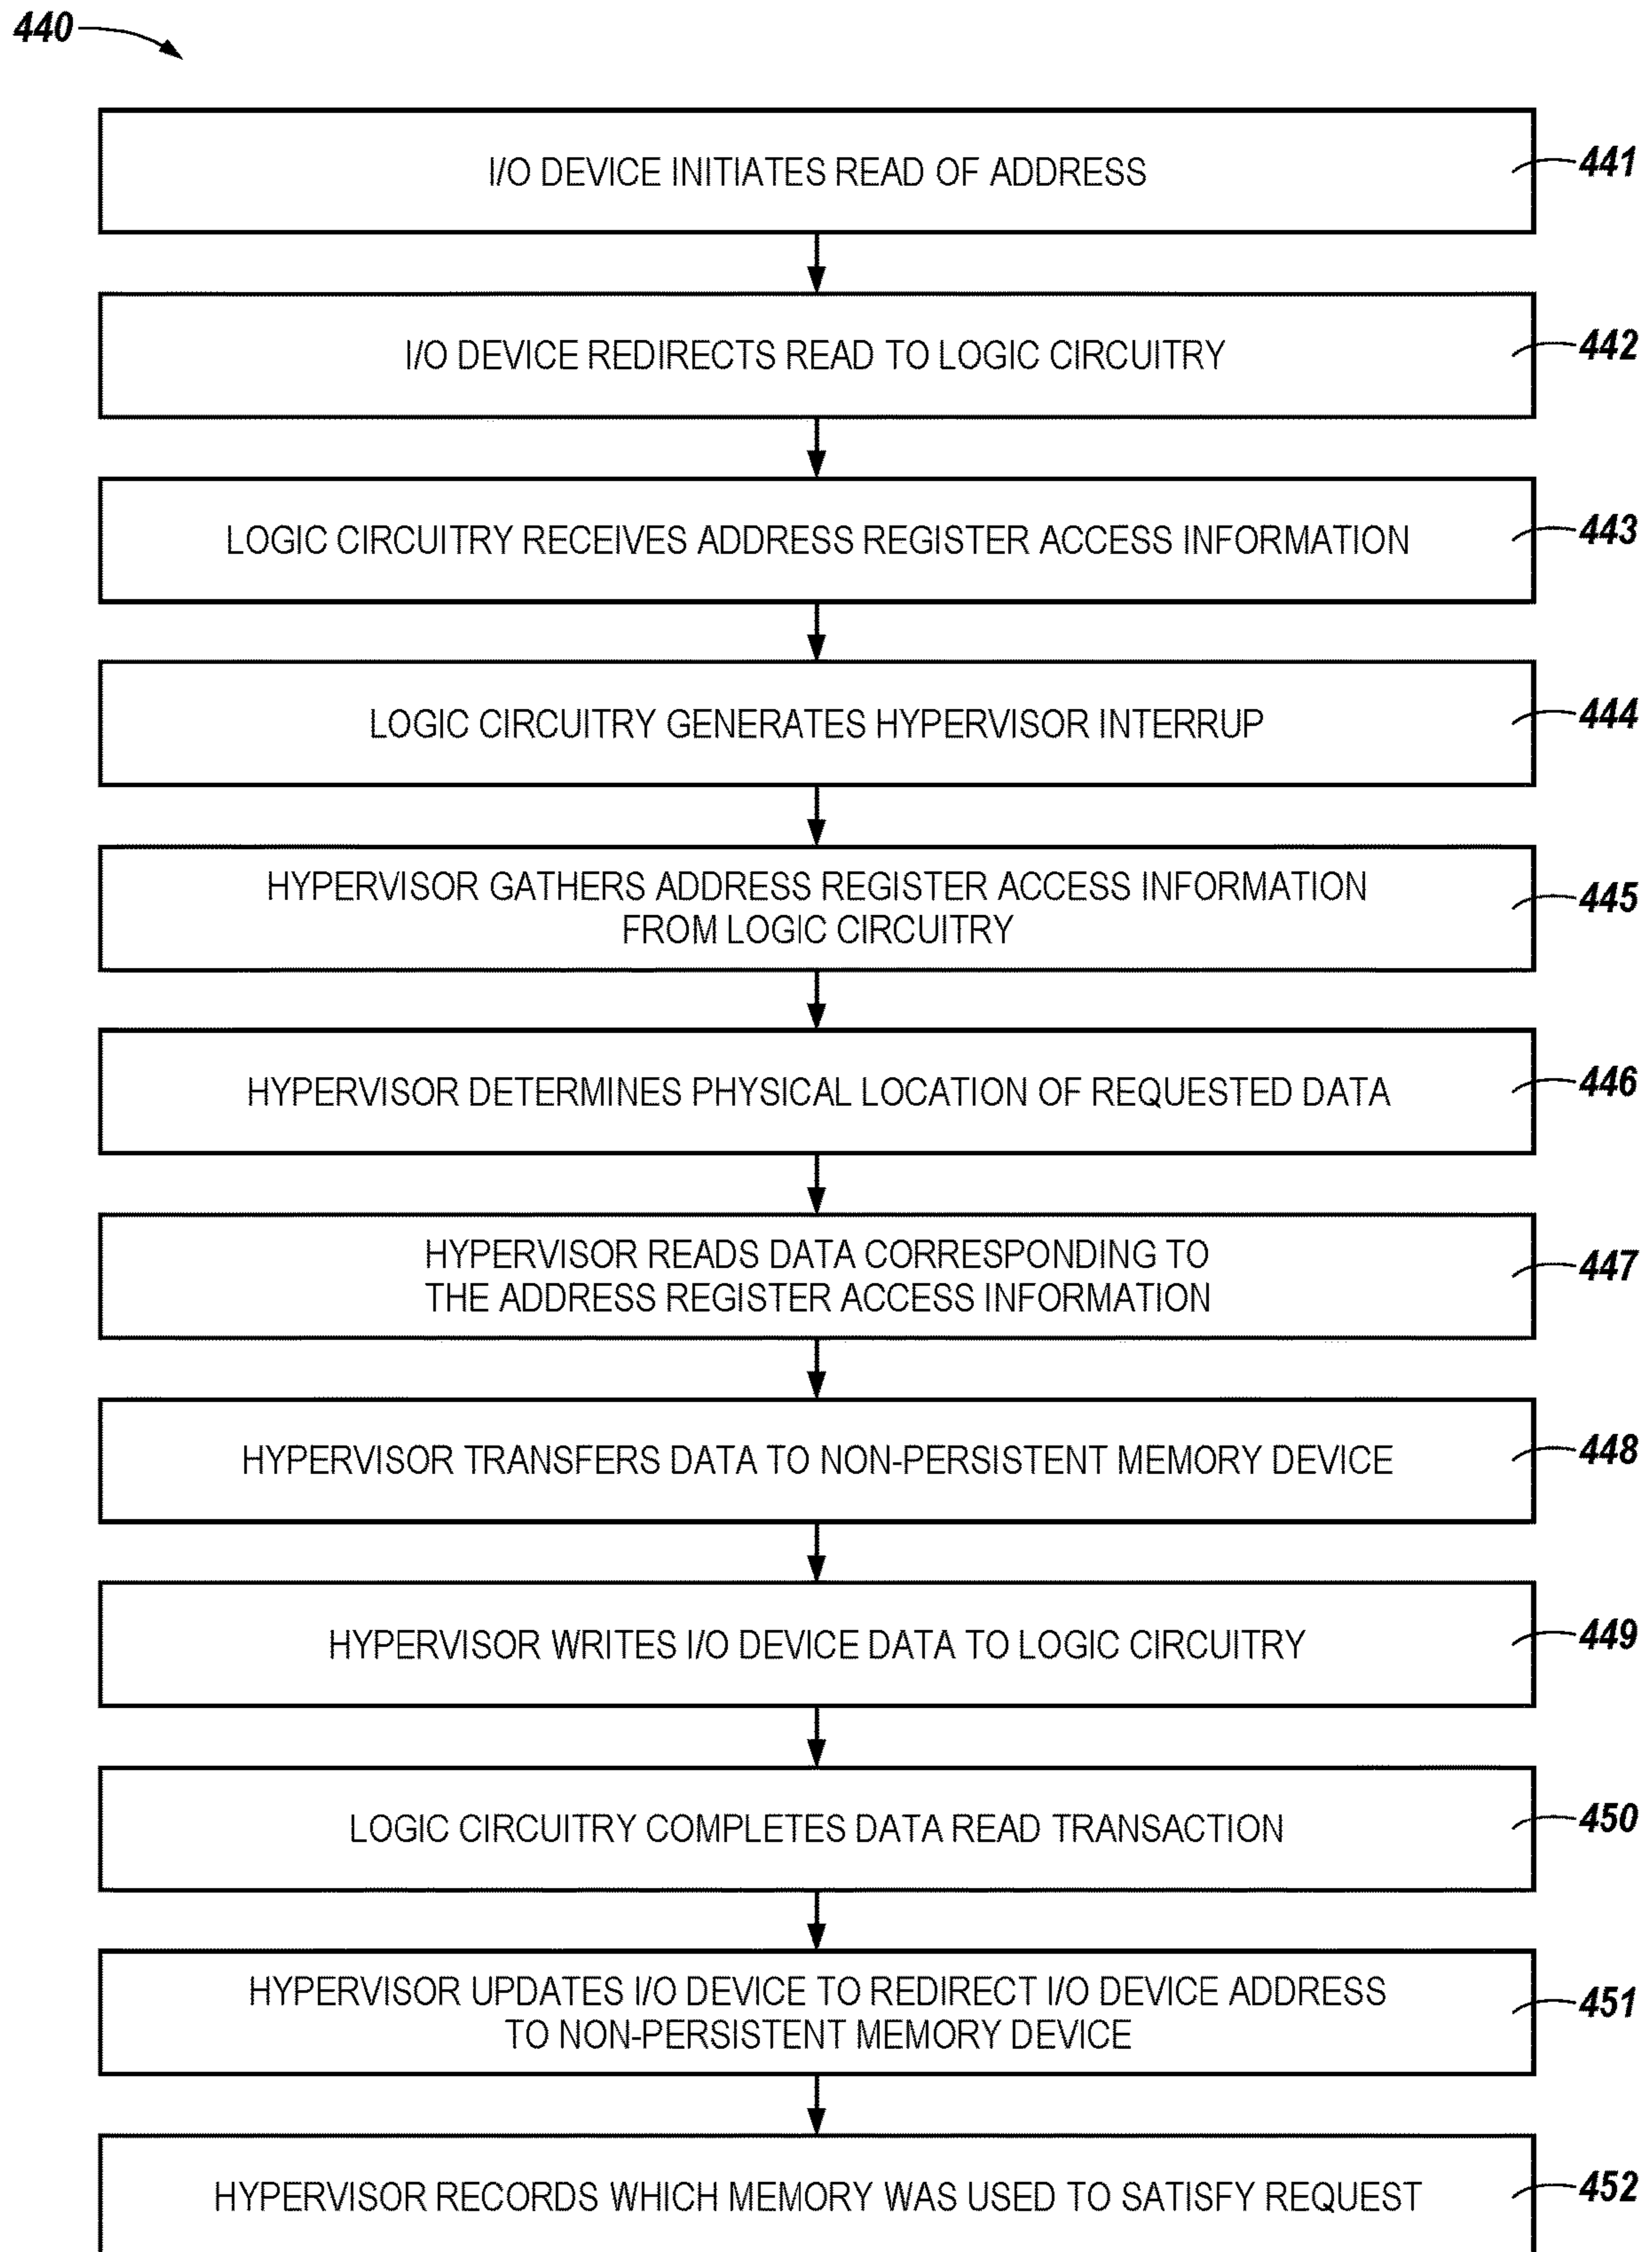 440
I/O DEVICE INITIATES READ OF ADDRESS
441
I/O DEVICE REDIRECTS READ TO LOGIC CIRCUITRY
442
LOGIC CIRCUITRY RECEIVES ADDRESS REGISTER ACCESS INFORMATION
443
LOGIC CIRCUITRY GENERATES HYPERVISOR INTERRUP
444
HYPERVISOR GATHERS ADDRESS REGISTER ACCESS INFORMATION
FROM LOGIC CIRCUITRY
445
HYPERVISOR DETERMINES PHYSICAL LOCATION OF REQUESTED DATA
446
HYPERVISOR READS DATA CORRESPONDING TO
THE ADDRESS REGISTER ACCESS INFORMATION
447
HYPERVISOR TRANSFERS DATA TO NON-PERSISTENT MEMORY DEVICE
448
HYPERVISOR WRITES I/O DEVICE DATA TO LOGIC CIRCUITRY
449
LOGIC CIRCUITRY COMPLETES DATA READ TRANSACTION
450
HYPERVISOR UPDATES I/O DEVICE TO REDIRECT I/O DEVICE ADDRESS
TO NON-PERSISTENT MEMORY DEVICE
451
HYPERVISOR RECORDS WHICH MEMORY WAS USED TO SATISFY REQUEST
452